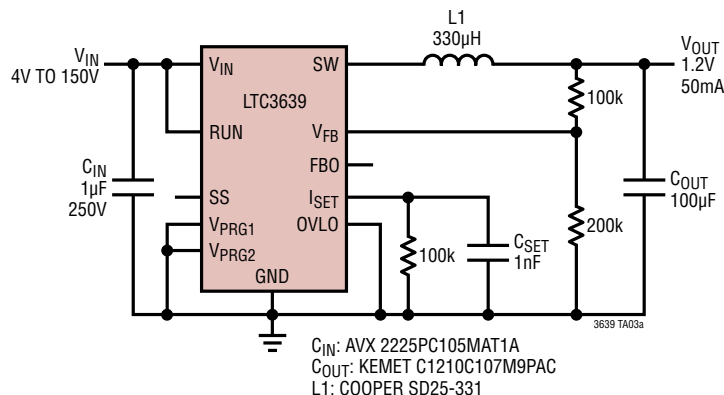 L1
330µH
VIN
4V TO 150V
VIN
SW
VOUT
1.2V
50mA
LTC3639
100k
RUN
VFB
FBO
CIN
1µF
250V
COUT
100µF
SS
ISET
VPRG1
OVLO
200k
VPRG2
100k
CSET
1nF
GND
3639 TA03a
CIN: AVX 2225PC105MAT1A
COUT: KEMET C1210C107M9PAC
L1: COOPER SD25-331